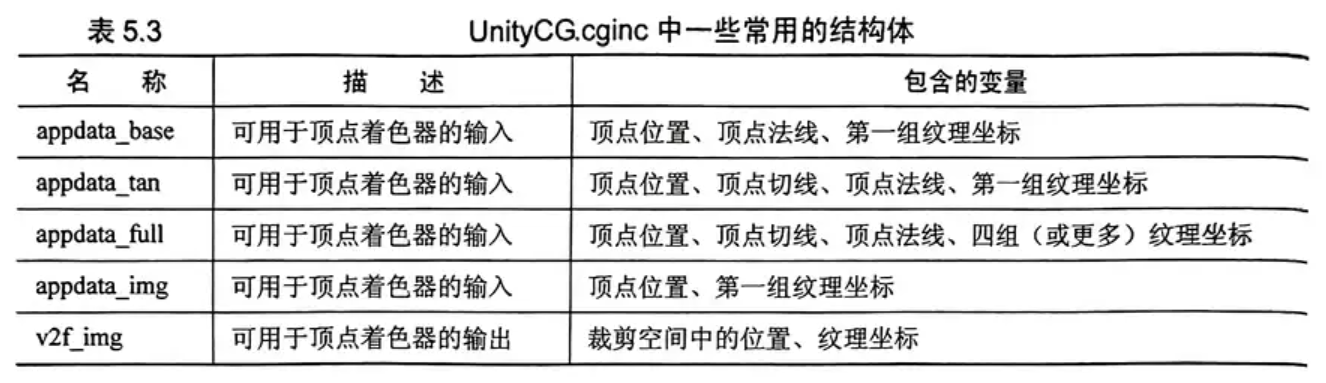 表 5.3 UnityCG.cginc 中一些常用的结构体
名 称 描 述 包含的变量
appdata_base 可用于顶点着色器的输入 顶点位置、顶点法线、第一组纹理坐标
appdata_tan 可用于顶点着色器的输入 顶点位置、顶点切线、顶点法线、第一组纹理坐标
appdata_full 可用于顶点着色器的输入 顶点位置、顶点切线、顶点法线、四组（或更多）纹理坐标
appdata_img 可用于顶点着色器的输入 顶点位置、第一组纹理坐标
v2f_img 可用于顶点着色器的输出 裁剪空间中的位置、纹理坐标